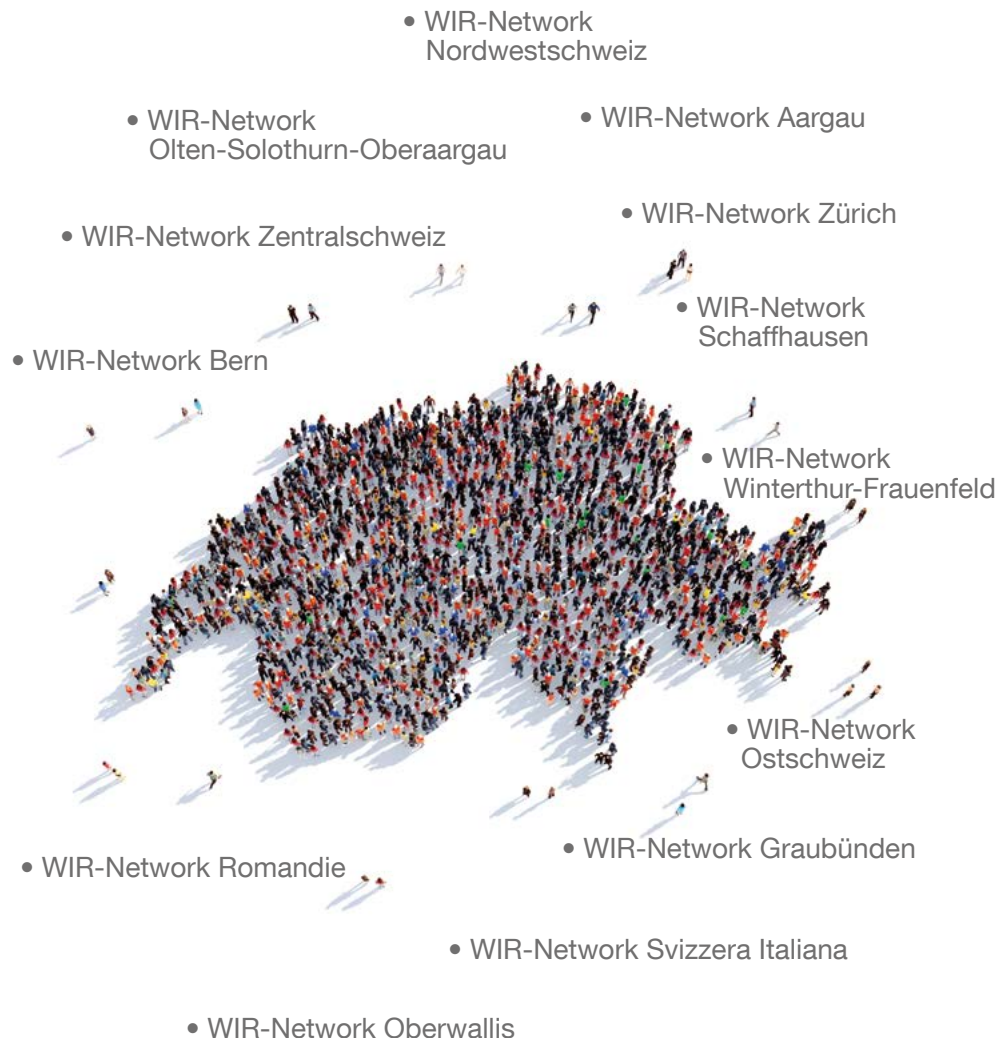 • WIR-Network
Nordwestschweiz
• WIR-Network
Olten-Solothurn-Oberaargau
• WIR-Network Aargau
• WIR-Network Zürich
• WIR-Network Zentralschweiz
• WIR-Network
Schaffhausen
• WIR-Network Bern
• WIR-Network
Winterthur-Frauenfeld
• WIR-Network
Ostschweiz
• WIR-Network Graubünden
• WIR-Network Romandie
• WIR-Network Svizzera Italiana
• WIR-Network Oberwallis